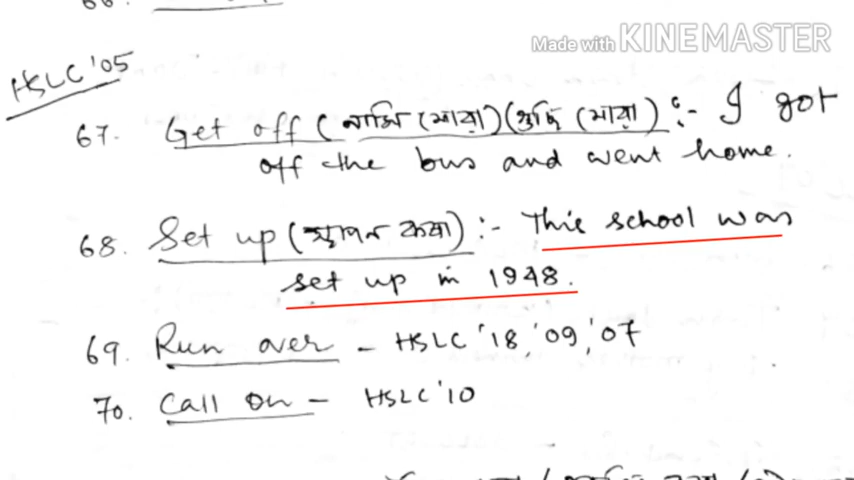 Made with KINEMASTER
HSLC '05
67. Get off (নামি যোৱা) (গুচি যোৱা) :- I got
off the bus and went home.
68. Set up (স্থাপন কৰা) :- This school was
set up in 1948.
69. Run over - HSLC '18, '09, '07
70. Call on - HSLC '10